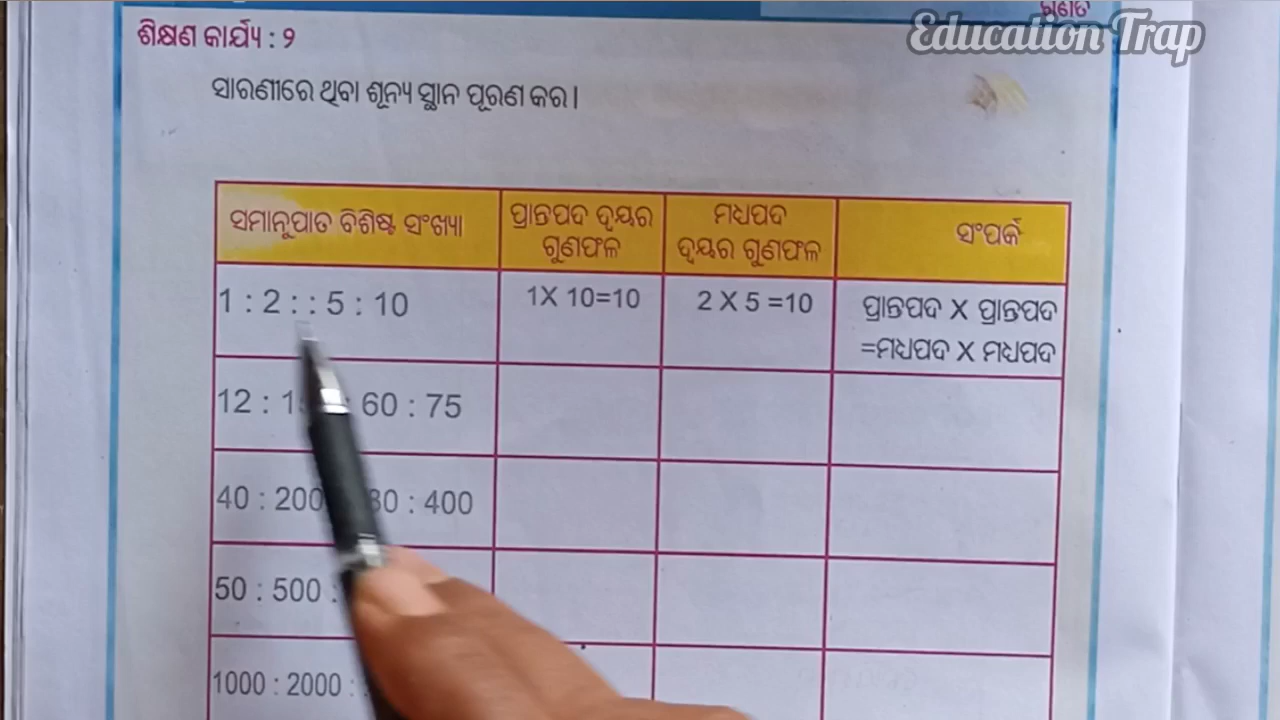 ଗଣିତ
Education Trap
ଶିକ୍ଷଣ କାର୍ଯ୍ୟ : ୨
ସାରଣୀରେ ଥିବା ଶୂନ୍ୟ ସ୍ଥାନ ପୂରଣ କର ।
ସମାନୁପାତ ବିଶିଷ୍ଟ ସଂଖ୍ୟା
ପ୍ରାନ୍ତପଦ ଦ୍ୱୟର
ଗୁଣଫଳ
ମଧ୍ୟପଦ
ଦ୍ୱୟର ଗୁଣଫଳ
ସଂପର୍କ
1 : 2 : : 5 : 10
1X 10=10
2 X 5 =10
ପ୍ରାନ୍ତପଦ X ପ୍ରାନ୍ତପଦ
=ମଧ୍ୟପଦ X ମଧ୍ୟପଦ
12 : : 60 : 75
40 : 200 : 400
50 : 500 :
1000 : 2000 :